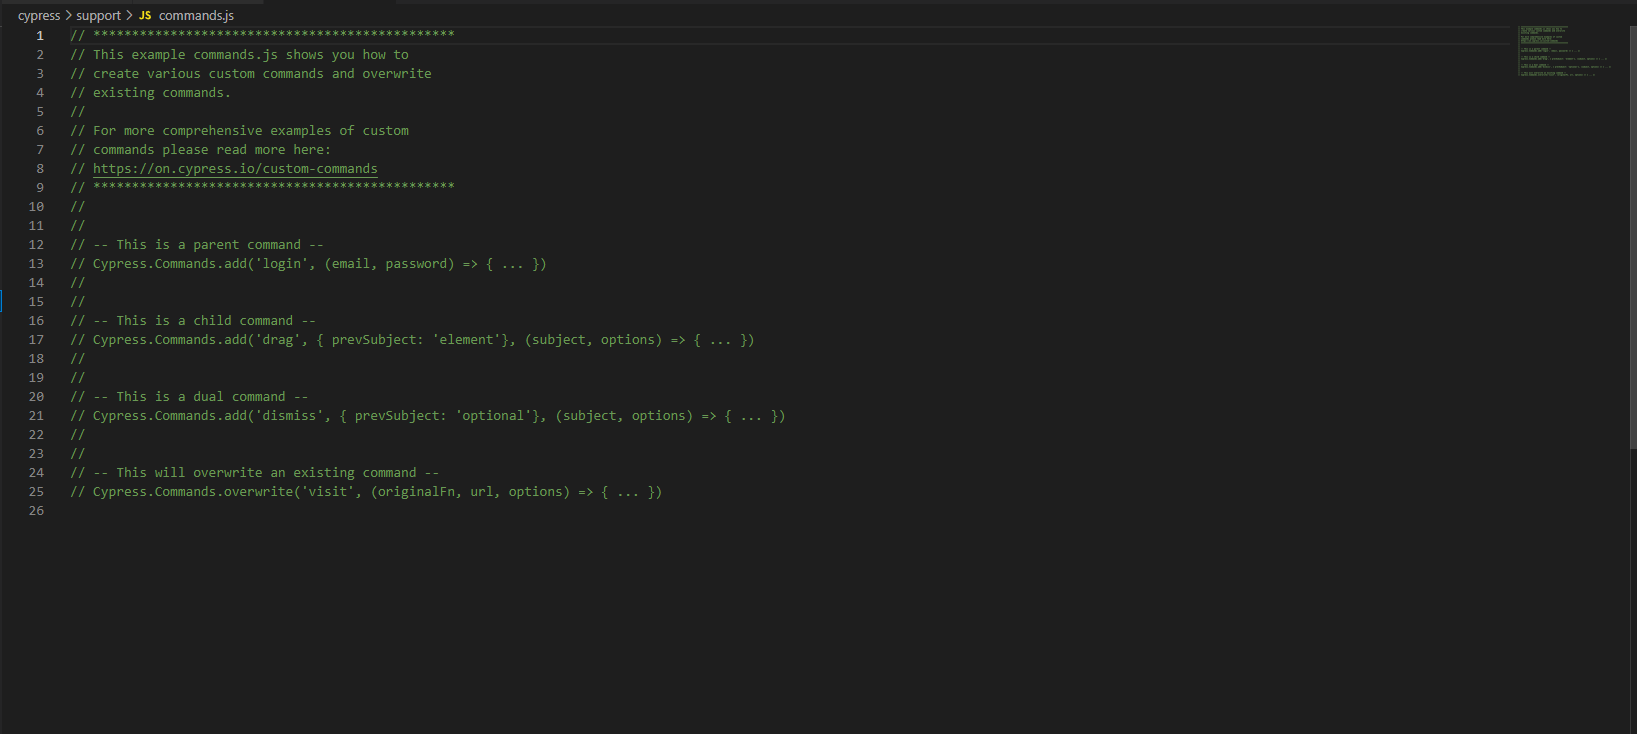 cypress > support > JS commands.js
1 // ***********************************************
2 // This example commands.js shows you how to
3 // create various custom commands and overwrite
4 // existing commands.
5 //
6 // For more comprehensive examples of custom
7 // commands please read more here:
8 // https://on.cypress.io/custom-commands
9 // ***********************************************
10 //
11 //
12 // -- This is a parent command --
13 // Cypress.Commands.add('login', (email, password) => { ... })
14 //
15 //
16 // -- This is a child command --
17 // Cypress.Commands.add('drag', { prevSubject: 'element'}, (subject, options) => { ... })
18 //
19 //
20 // -- This is a dual command --
21 // Cypress.Commands.add('dismiss', { prevSubject: 'optional'}, (subject, options) => { ... })
22 //
23 //
24 // -- This will overwrite an existing command --
25 // Cypress.Commands.overwrite('visit', (originalFn, url, options) => { ... })
26